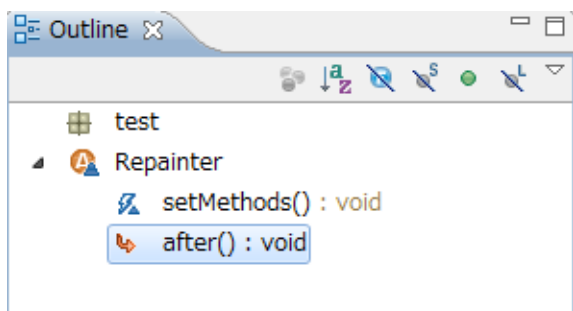 Outline
test
Repainter
setMethods() : void
after() : void